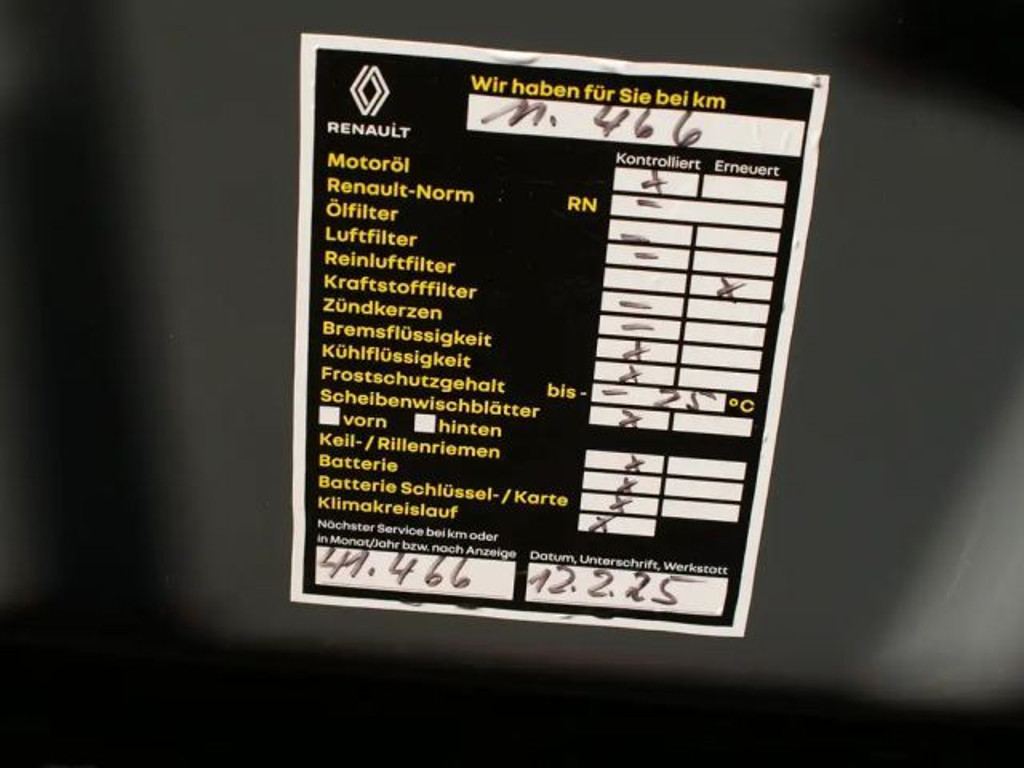 RENAULT
Wir haben für Sie bei km
11.466
Kontrolliert Erneuert
Motoröl x
Renault-Norm RN -
Ölfilter -
Luftfilter -
Reinluftfilter x
Kraftstofffilter -
Zündkerzen -
Bremsflüssigkeit x
Kühlflüssigkeit x
Frostschutzgehalt bis - - 25 °C
Scheibenwischblätter x
vorn hinten
Keil-/Rillenriemen x
Batterie x
Batterie Schlüssel-/Karte x
Klimakreislauf x
Nächster Service bei km oder
in Monat/Jahr bzw. nach Anzeige
41.466
Datum, Unterschrift, Werkstatt
12.2.25